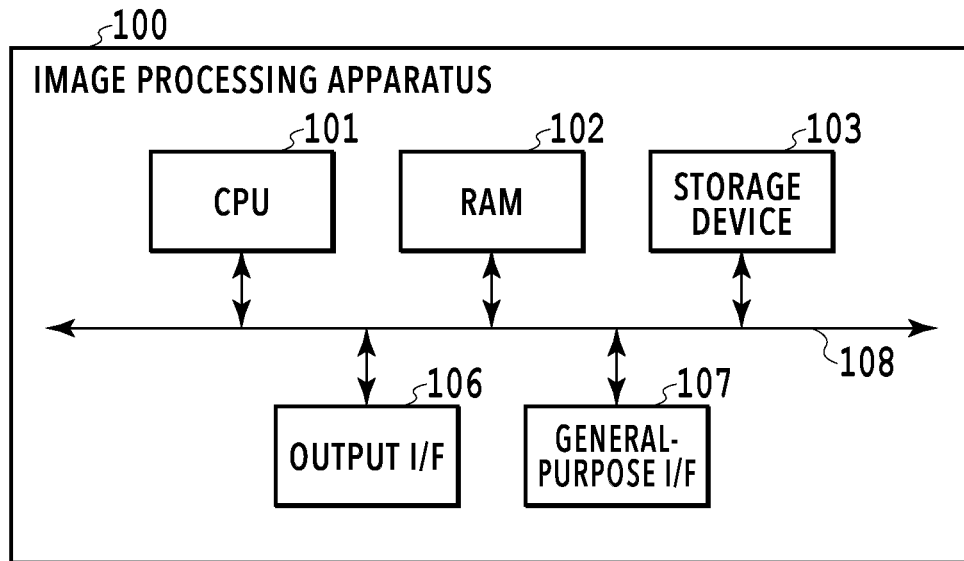 100
IMAGE PROCESSING APPARATUS
101
102
103
CPU
RAM
STORAGE
DEVICE
108
106
107
OUTPUT I/F
GENERAL-
PURPOSE I/F